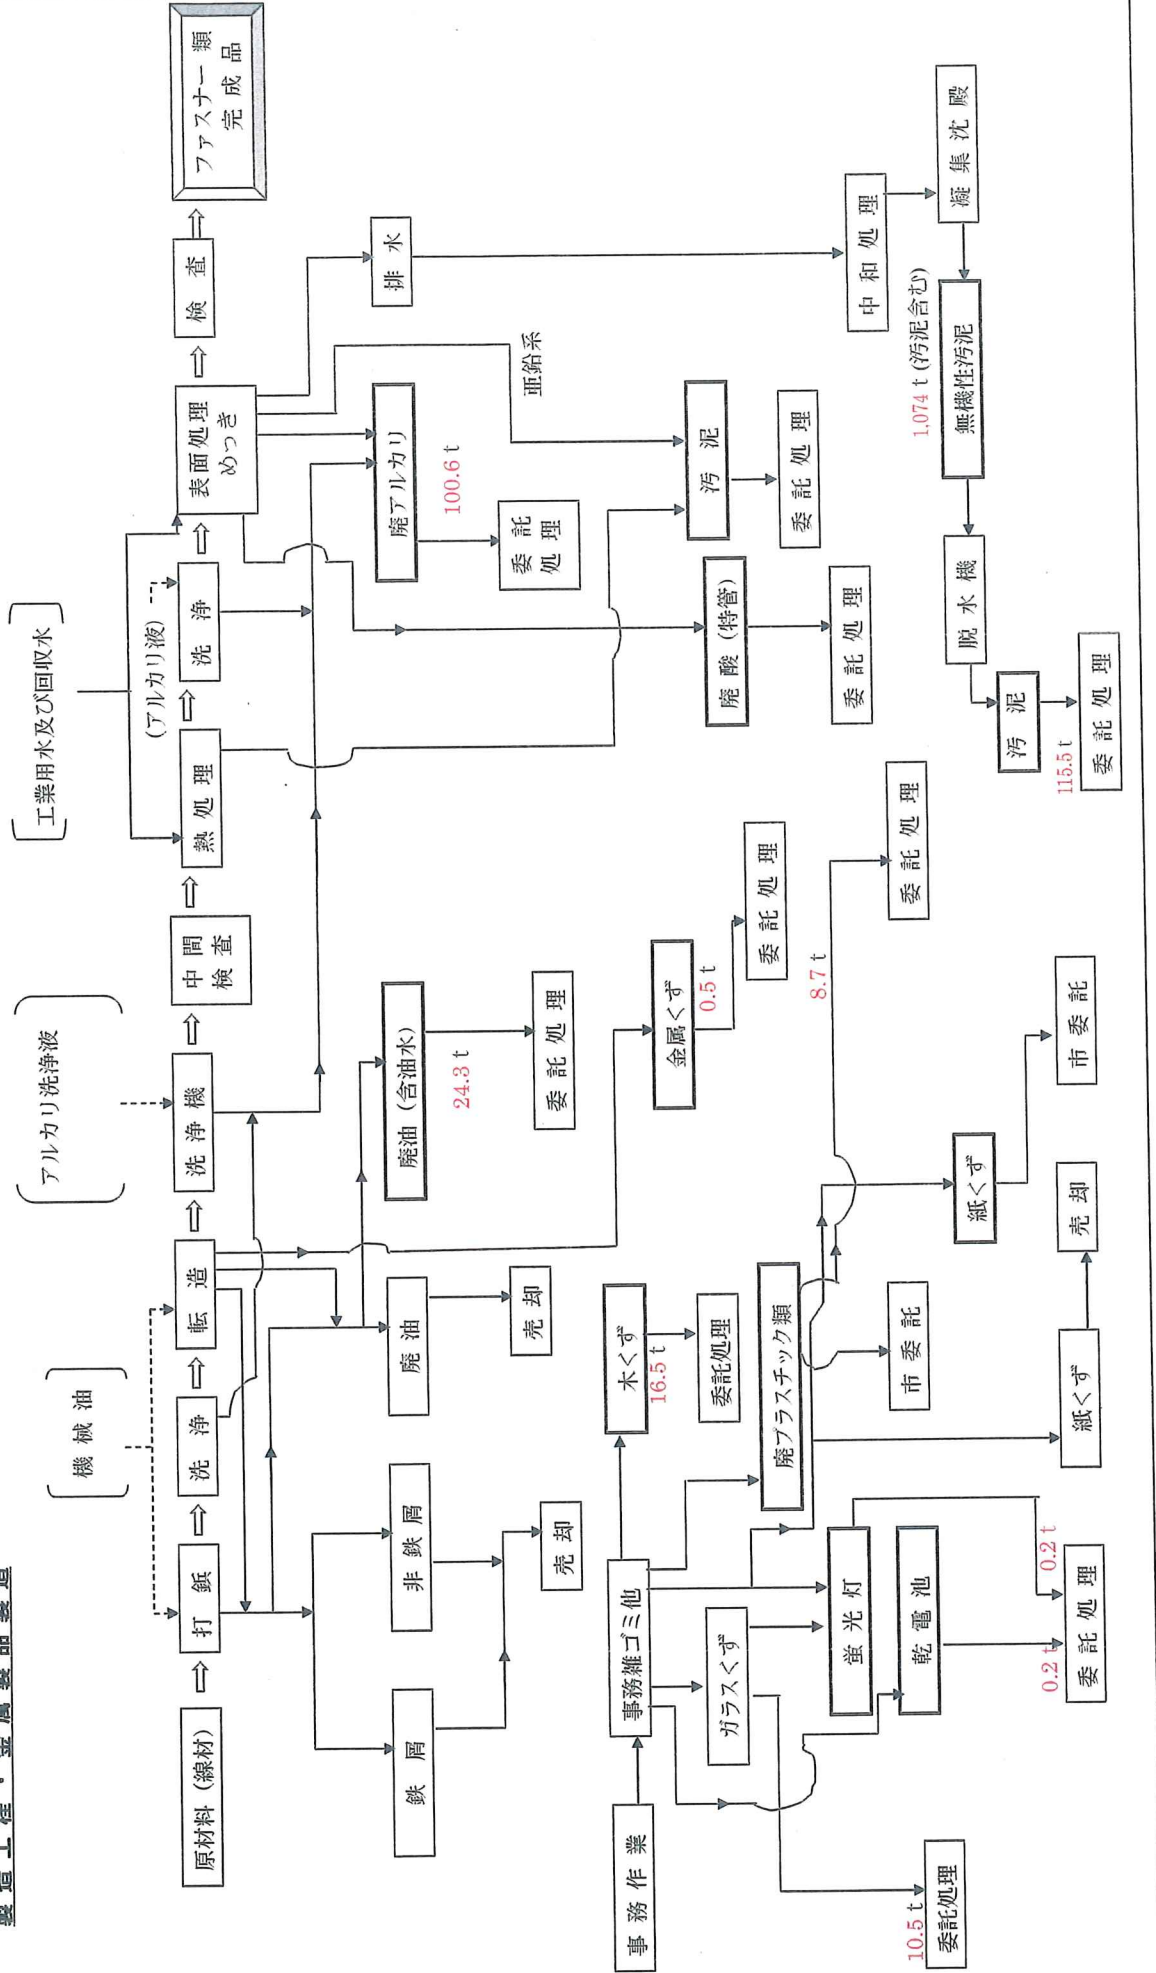 製造工程・金属製品製造
[機械油]
[アルカリ洗浄液]
[工業用水及び回収水]
(アルカリ液)
原材料 (線材)
打鋲
洗浄
転造
洗浄機
中間
検査
熱処理
洗浄
表面処理
めっき
検査
ファスナー類
完成品
鉄屑
非鉄屑
売却
廃油
売却
廃油 (含油水)
24.3 t
委託処理
廃アルカリ
100.6 t
委託
処理
排水
亜鉛系
金属くず
0.5 t
委託処理
廃酸 (特管)
委託処理
汚泥
委託処理
中和処理
凝集沈殿
1.074 t (汚泥含む)
無機性汚泥
脱水機
汚泥
115.5 t
委託処理
事務作業
事務雑ゴミ他
木くず
16.5 t
委託処理
ガラスくず
10.5 t
委託処理
廃プラスチック類
市委託
8.7 t
委託処理
蛍光灯
乾電池
0.2 t
0.2 t
委託処理
紙くず
売却
紙くず
市委託